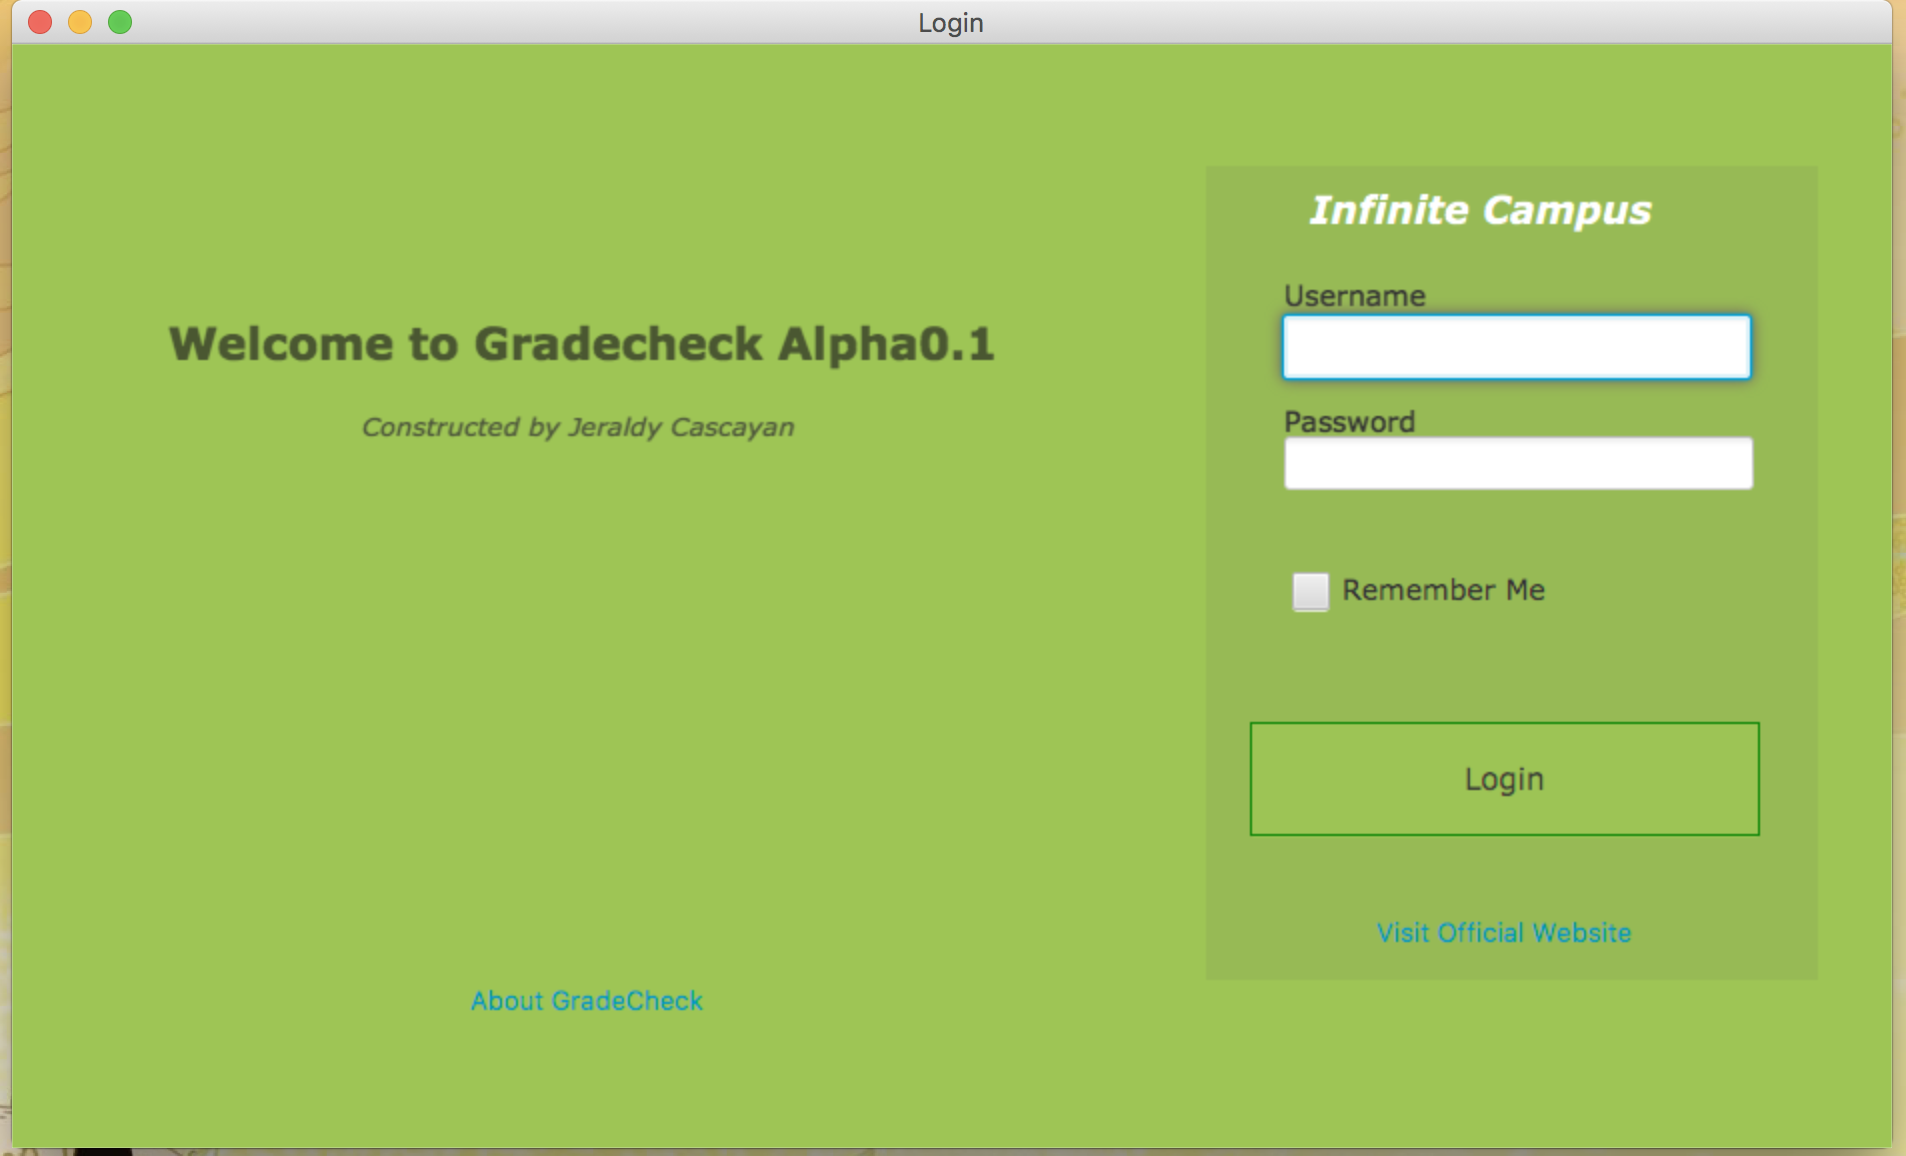 Login
Welcome to Gradecheck Alpha0.1
Constructed by Jeraldy Cascayan
About GradeCheck
Infinite Campus
Username
Password
Remember Me
Login
Visit Official Website